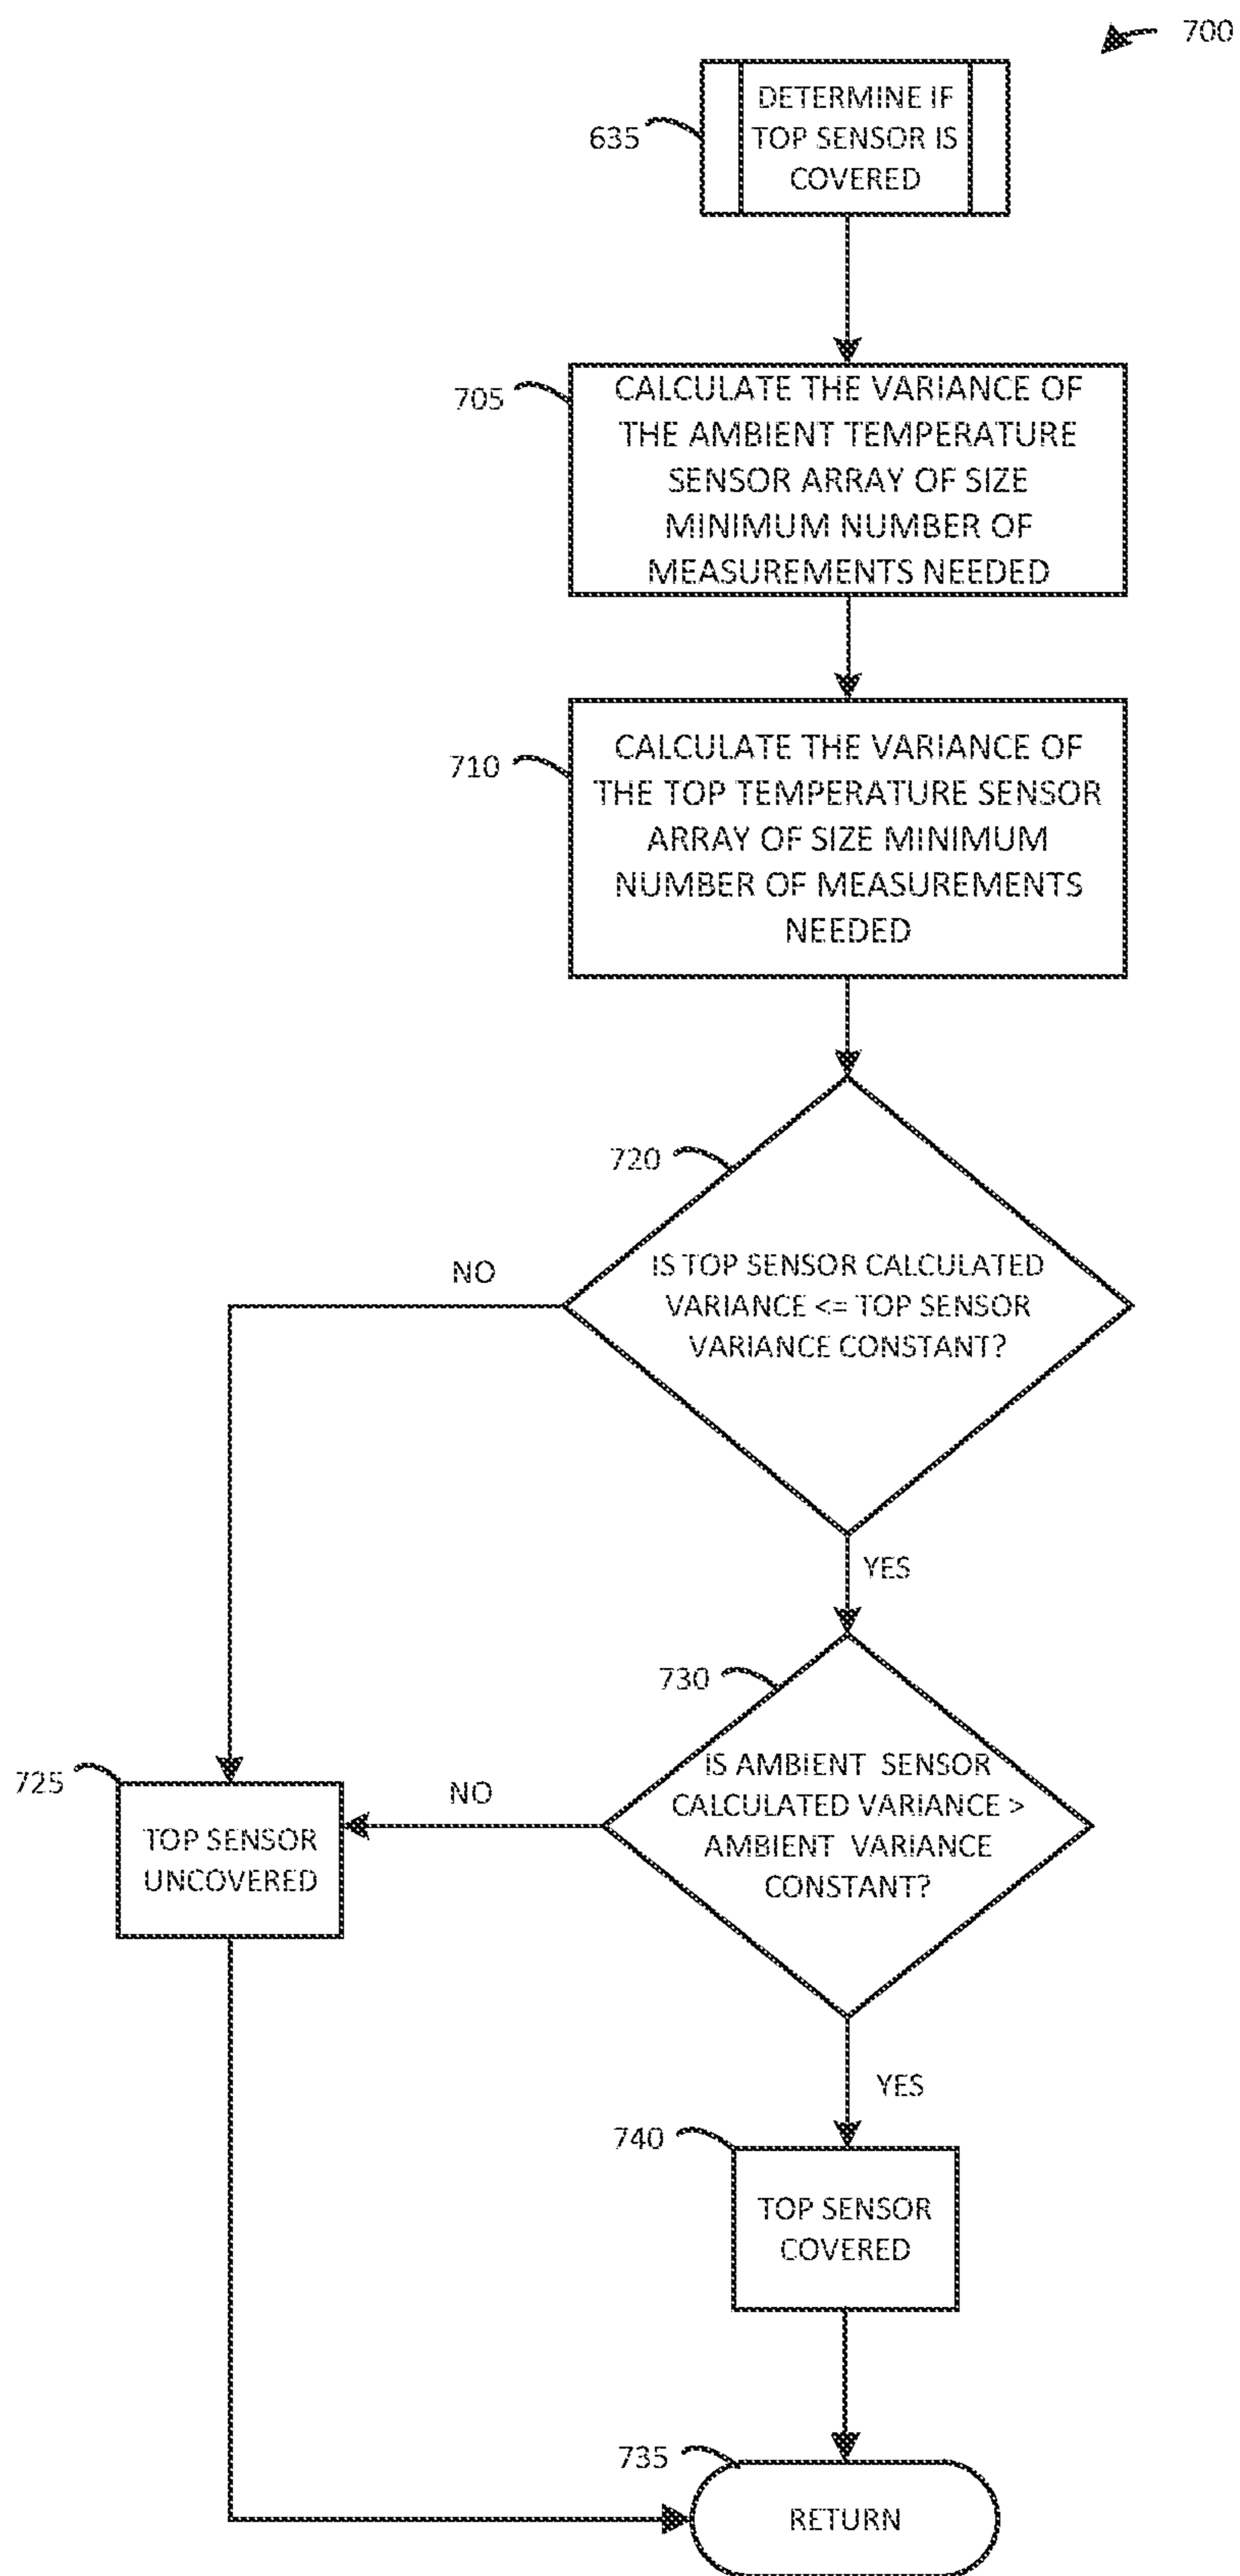 700
DETERMINE IF
TOP SENSOR IS
COVERED
635
705
CALCULATE THE VARIANCE OF
THE AMBIENT TEMPERATURE
SENSOR ARRAY OF SIZE
MINIMUM NUMBER OF
MEASUREMENTS NEEDED
710
CALCULATE THE VARIANCE OF
THE TOP TEMPERATURE SENSOR
ARRAY OF SIZE MINIMUM
NUMBER OF MEASUREMENTS
NEEDED
720
IS TOP SENSOR CALCULATED
VARIANCE <= TOP SENSOR
VARIANCE CONSTANT?
NO
YES
730
IS AMBIENT SENSOR
CALCULATED VARIANCE >
AMBIENT VARIANCE
CONSTANT?
NO
725
TOP SENSOR
UNCOVERED
YES
740
TOP SENSOR
COVERED
735
RETURN